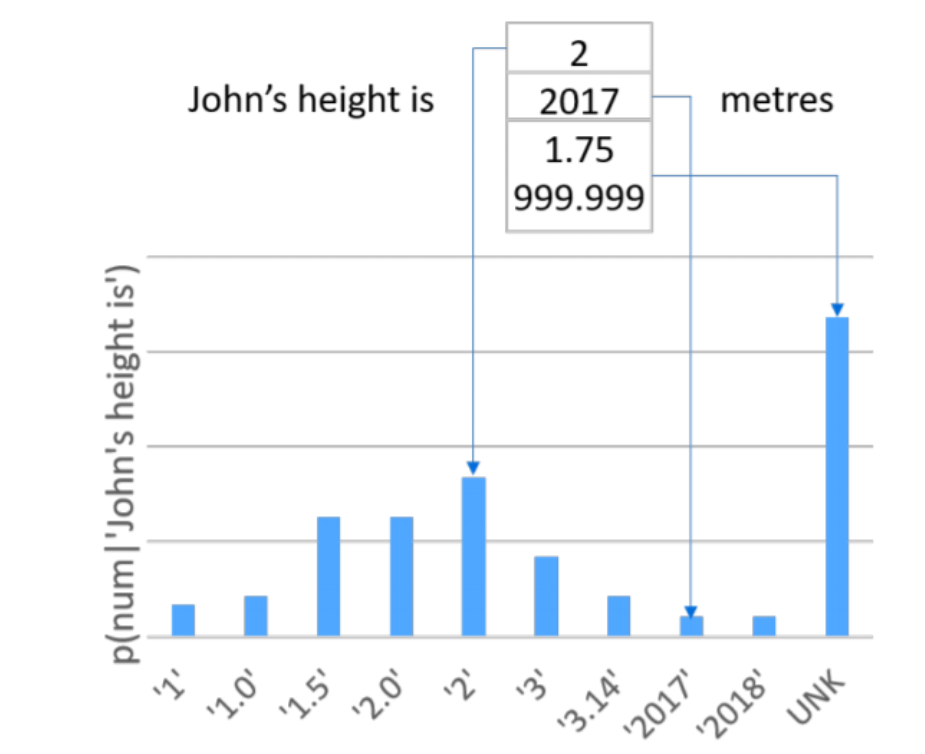 2
John's height is 2017 metres
1.75
999.999
p(num|'John's height is')
'1' '1.0' '1.5' '2.0' '2' '3' '3.14' '2017' '2018' UNK